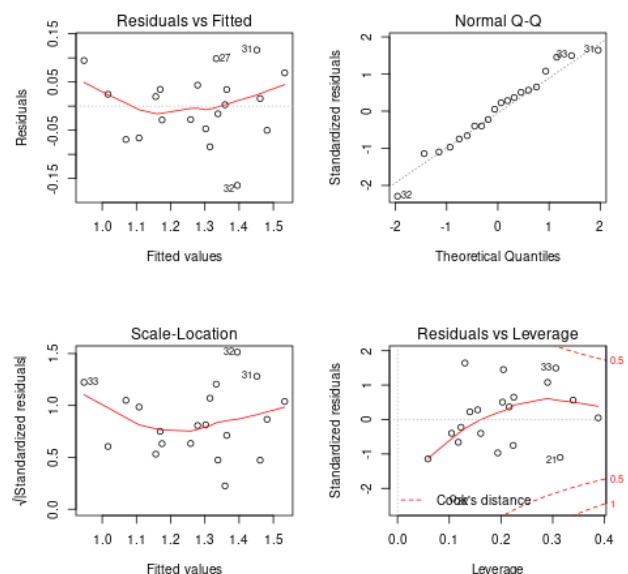 Residuals vs Fitted
Residuals
-0.15
-0.05
0.05
0.15
27
31
32
1.0 1.1 1.2 1.3 1.4 1.5
Fitted values
Normal Q-Q
Standardized residuals
-2
-1
0
1
2
33
31
32
-2 -1 0 1 2
Theoretical Quantiles
Scale-Location
√|Standardized residuals|
0.0
0.5
1.0
1.5
33
32
31
1.0 1.1 1.2 1.3 1.4 1.5
Fitted values
Residuals vs Leverage
Standardized residuals
-2
-1
0
1
2
33
21
0.5
0.5
1
Cook's distance
0.0 0.1 0.2 0.3 0.4
Leverage